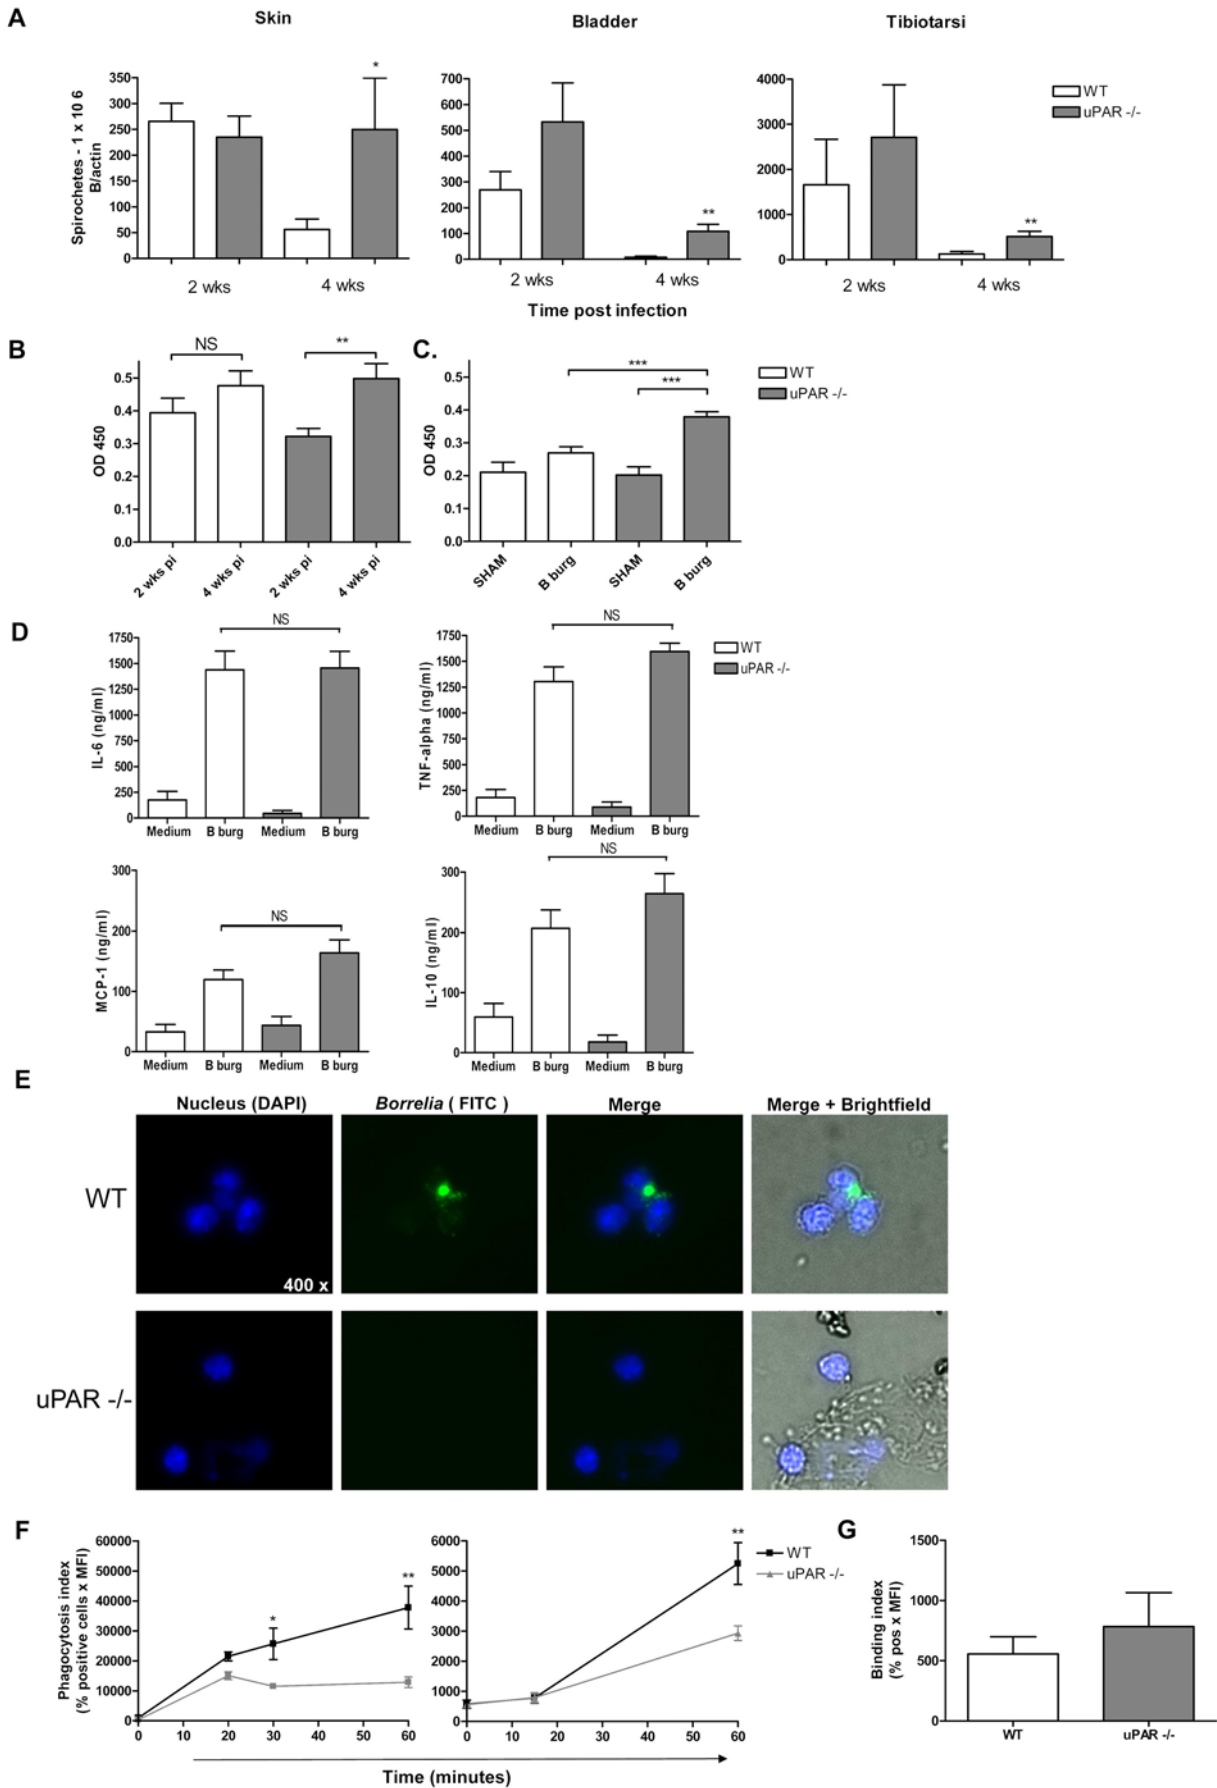 A
Skin
Bladder
Tibiotarsi
Spirochetes - 1 x 10 6
B/actin
350
300
250
200
150
100
50
0
*
2 wks
4 wks
700
600
500
400
300
200
100
0
**
2 wks
4 wks
4000
3000
2000
1000
0
**
2 wks
4 wks
WT
uPAR -/-
Time post infection
B
OD 450
0.5
0.4
0.3
0.2
0.1
0.0
NS
**
2 wks pi
4 wks pi
2 wks pi
4 wks pi
C.
OD 450
0.5
0.4
0.3
0.2
0.1
0.0
***
***
SHAM
B burg
SHAM
B burg
WT
uPAR -/-
D
IL-6 (ng/ml)
1750
1500
1250
1000
750
500
250
0
NS
Medium B burg Medium B burg
TNF-alpha (ng/ml)
1750
1500
1250
1000
750
500
250
0
NS
Medium B burg Medium B burg
WT
uPAR -/-
MCP-1 (ng/ml)
300
200
100
0
NS
Medium B burg Medium B burg
IL-10 (ng/ml)
300
200
100
0
NS
Medium B burg Medium B burg
E
Nucleus (DAPI)
Borrelia ( FITC )
Merge
Merge + Brightfield
WT
400 x
uPAR -/-
F
Phagocytosis index
(% positive cells x MFI)
60000
50000
40000
30000
20000
10000
0
*
**
0 10 20 30 40 50 60
6000
5000
4000
3000
2000
1000
0
**
0 10 20 30 40 50 60
WT
uPAR -/-
Time (minutes)
G
Binding index
(% pos x MFI)
1500
1000
500
0
WT
uPAR -/-